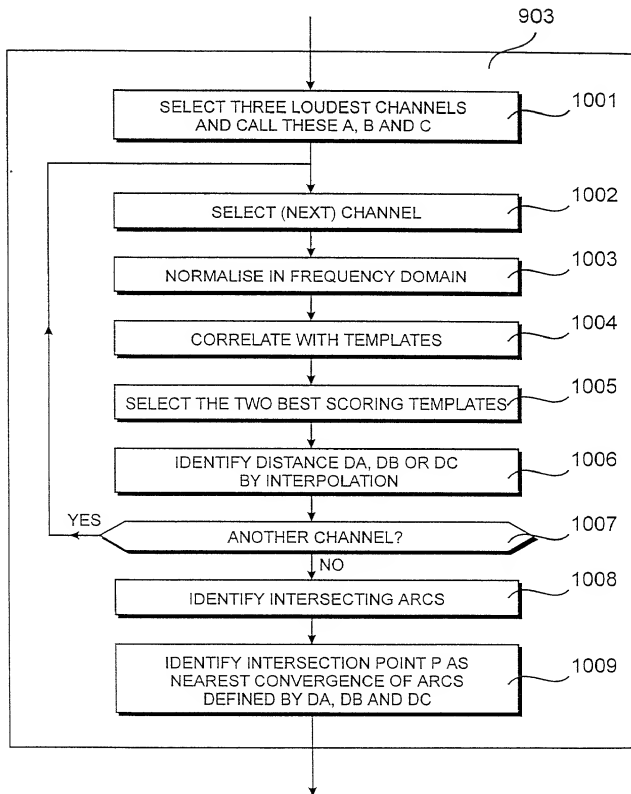 903
SELECT THREE LOUDEST CHANNELS
AND CALL THESE A, B AND C
1001
SELECT (NEXT) CHANNEL
1002
NORMALISE IN FREQUENCY DOMAIN
1003
CORRELATE WITH TEMPLATES
1004
SELECT THE TWO BEST SCORING TEMPLATES
1005
IDENTIFY DISTANCE DA, DB OR DC
BY INTERPOLATION
1006
YES
ANOTHER CHANNEL?
1007
NO
IDENTIFY INTERSECTING ARCS
1008
IDENTIFY INTERSECTION POINT P AS
NEAREST CONVERGENCE OF ARCS
DEFINED BY DA, DB AND DC
1009